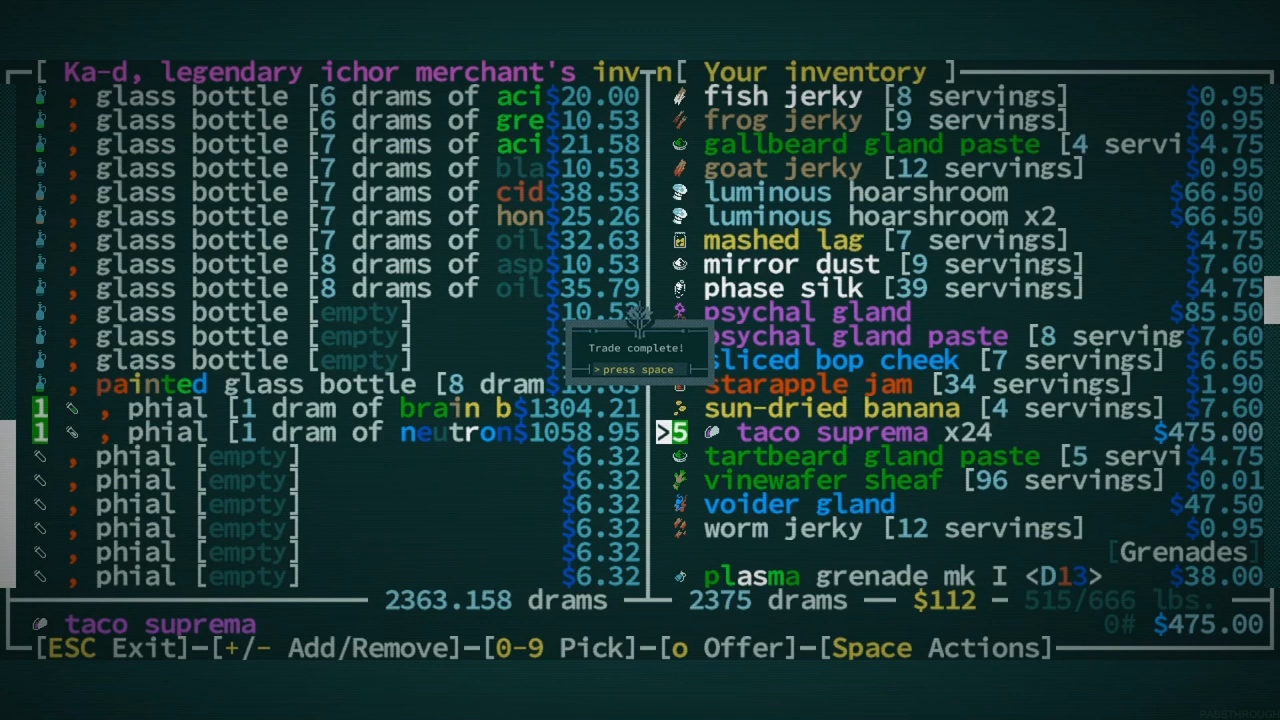 [ Ka-d, legendary ichor merchant's inv
, glass bottle [6 drams of aci $20.00
, glass bottle [6 drams of gre $10.53
, glass bottle [7 drams of aci $21.58
, glass bottle [7 drams of bla $10.53
, glass bottle [7 drams of cid $38.53
, glass bottle [7 drams of hon $25.26
, glass bottle [7 drams of oil $32.63
, glass bottle [8 drams of asp $10.53
, glass bottle [8 drams of oil $35.79
, glass bottle [empty]
, glass bottle [empty]
, glass bottle [empty]
, painted glass bottle [8 dram
1 , phial [1 dram of brain b $1304.21
1 , phial [1 dram of neutron $1058.95
, phial [empty] $6.32
, phial [empty] $6.32
, phial [empty] $6.32
, phial [empty] $6.32
, phial [empty] $6.32
, phial [empty] $6.32
2363.158 drams
n[ Your inventory ]
fish jerky [8 servings] $0.95
frog jerky [9 servings] $0.95
gallbeard gland paste [4 servi $4.75
goat jerky [12 servings] $0.95
luminous hoarshroom $66.50
luminous hoarshroom x2 $66.50
mashed lag [7 servings] $4.75
mirror dust [9 servings] $7.60
phase silk [39 servings] $4.75
psychal gland $85.50
psychal gland paste [8 serving $7.60
sliced bop cheek [7 servings] $6.65
starapple jam [34 servings] $1.90
sun-dried banana [4 servings] $7.60
>5 taco suprema x24 $475.00
tartbeard gland paste [5 servi $4.75
vinewafer sheaf [96 servings] $0.01
voider gland $47.50
worm jerky [12 servings] $0.95
[Grenades]
plasma grenade mk I <D13> $38.00
2375 drams — $112 — 515/666 lbs.
Trade complete!
> press space
taco suprema
0# $475.00
[ESC Exit]—[+/- Add/Remove]—[0-9 Pick]—[o Offer]—[Space Actions]